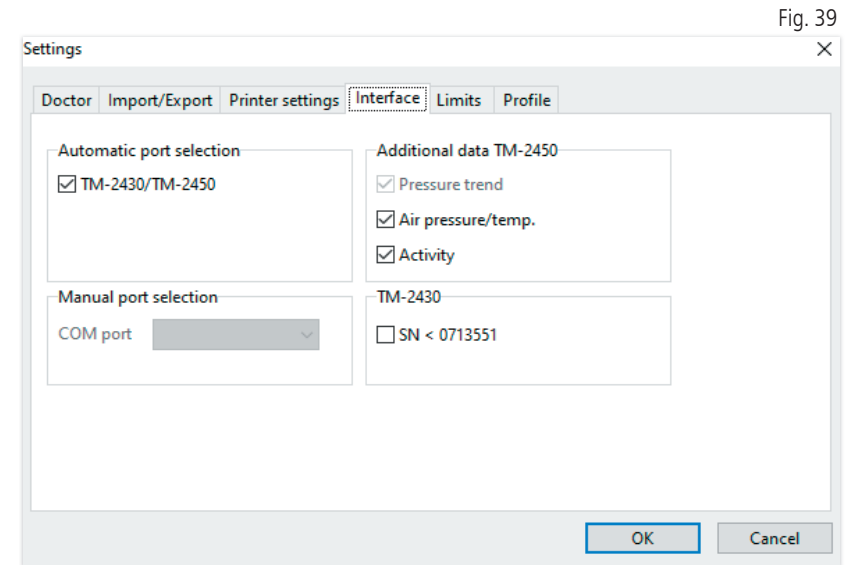 Fig. 39
Settings
Doctor Import/Export Printer settings Interface Limits Profile
Automatic port selection
TM-2430/TM-2450
Additional data TM-2450
Pressure trend
Air pressure/temp.
Activity
Manual port selection
COM port
TM-2430
SN < 0713551
OK Cancel